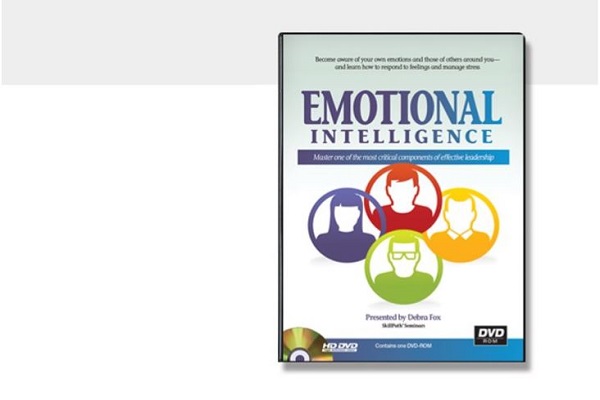 Become aware of your own emotions and those of others around you—
and learn how to respond to feelings and manage stress
EMOTIONAL
INTELLIGENCE
Master one of the most critical components of effective leadership
Presented by Debra Fox
SkillPath® Seminars
HD DVD
Contains one DVD-ROM
DVD
ROM